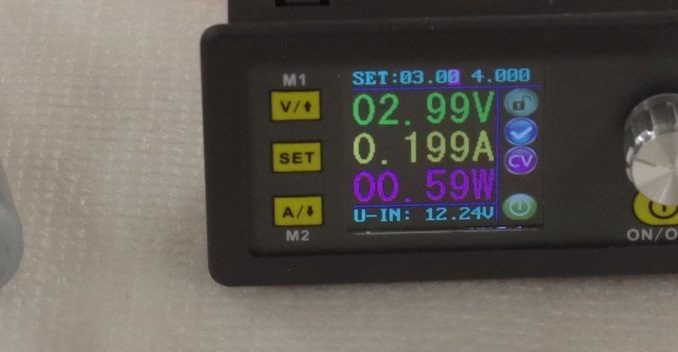 M1
V/⬆
SET
A/⬇
M2
SET:03.00 4.000
02.99V
0.199A
00.59W
U-IN: 12.24V
CV
ON/O